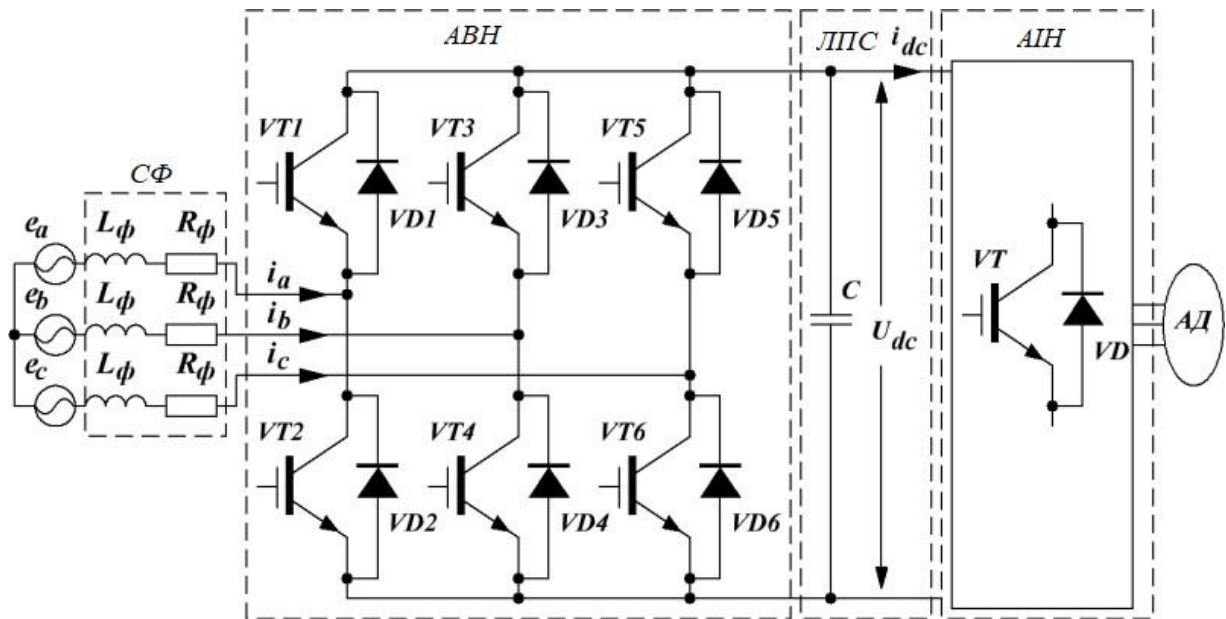 АВН
ЛПС
i_dc
АІН
VT1
VT3
VT5
СФ
VD1
VD3
VD5
e_a
L_ф
R_ф
i_a
VT
e_b
L_ф
R_ф
i_b
C
U_dc
VD
АД
e_c
L_ф
R_ф
i_c
VT2
VT4
VT6
VD2
VD4
VD6